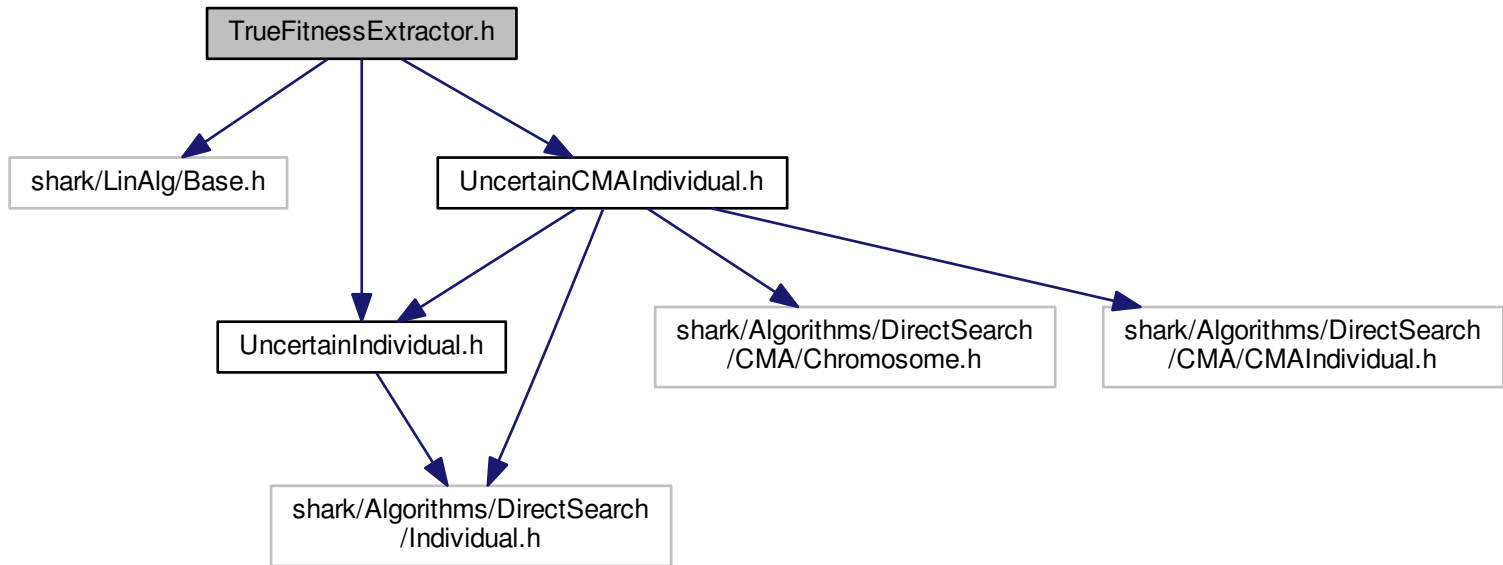 TrueFitnessExtractor.h
shark/LinAlg/Base.h
UncertainCMAIndividual.h
UncertainIndividual.h
shark/Algorithms/DirectSearch
/CMA/Chromosome.h
shark/Algorithms/DirectSearch
/CMA/CMAIndividual.h
shark/Algorithms/DirectSearch
/Individual.h